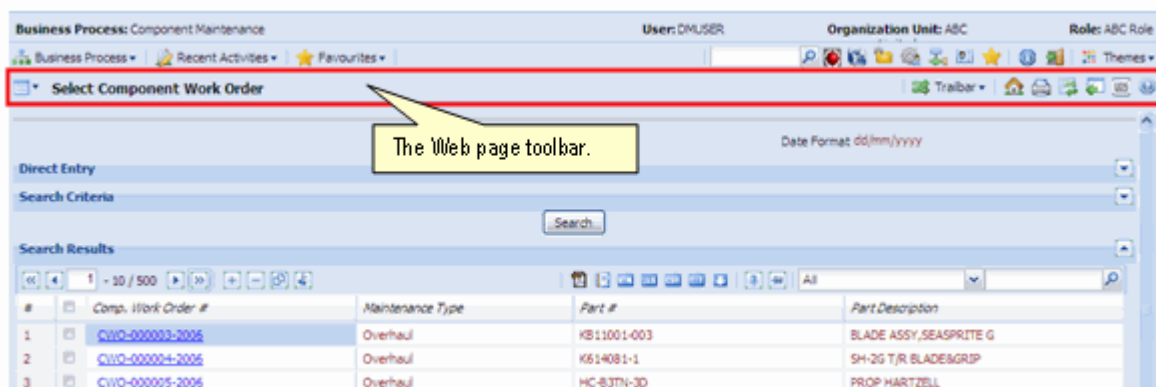 Business Process: Component Maintenance User: DMUSER Organization Unit: ABC Role: ABC Role
Business Process Recent Activities Favourites Themes
Select Component Work Order Trailbar
The Web page toolbar.
Date Format dd/mm/yyyy
Direct Entry
Search Criteria
Search
Search Results
1 - 10 / 500 All
# Comp. Work Order # Maintenance Type Part # Part Description
1 CWO-000003-2006 Overhaul KB11001-003 BLADE ASSY,SEASPRITE G
2 CWO-000004-2006 Overhaul K614081-1 SH-2G T/R BLADE&GRIP
3 CWO-000005-2006 Overhaul HC-B3TN-3D PROP HARTZELL